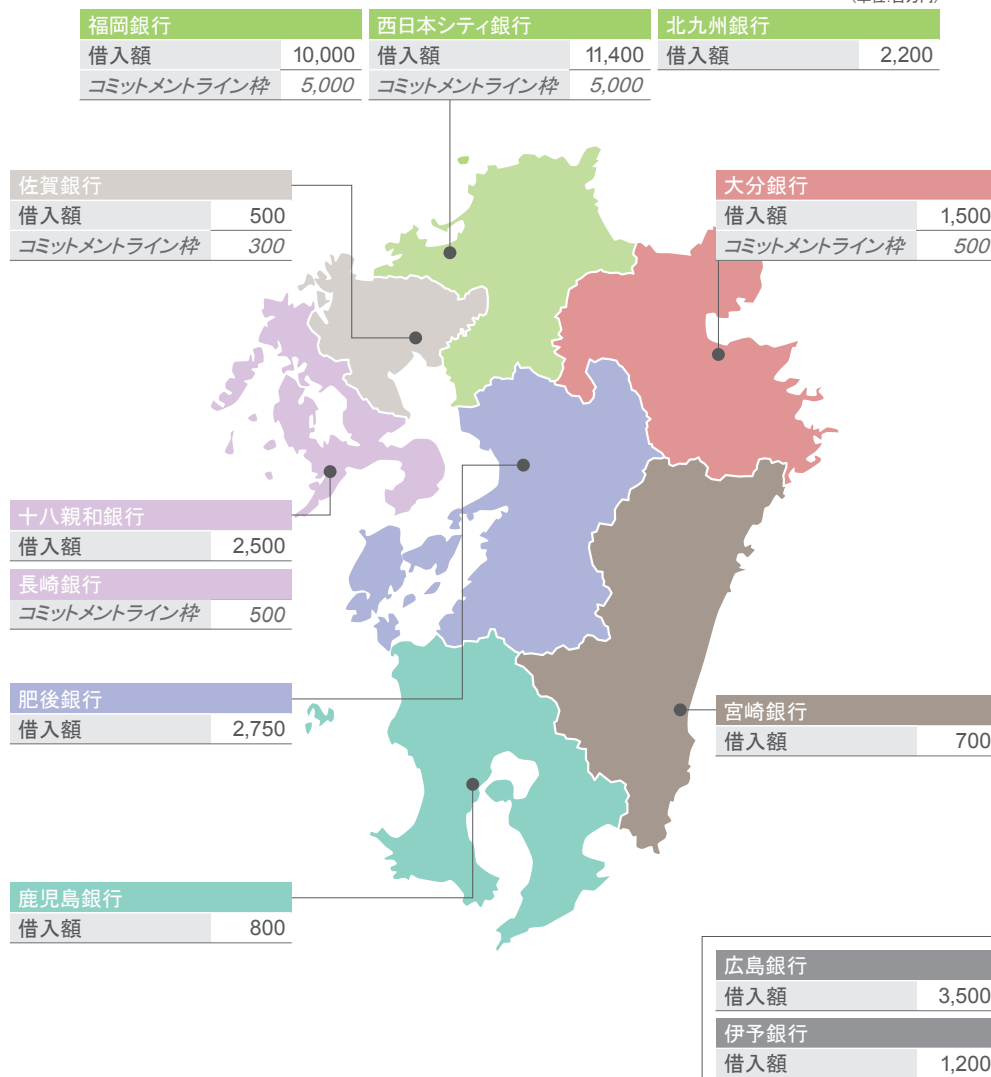 (単位:百万円)
福岡銀行
借入額 10,000
コミットメントライン枠 5,000
西日本シティ銀行
借入額 11,400
コミットメントライン枠 5,000
北九州銀行
借入額 2,200
佐賀銀行
借入額 500
コミットメントライン枠 300
大分銀行
借入額 1,500
コミットメントライン枠 500
十八親和銀行
借入額 2,500
長崎銀行
コミットメントライン枠 500
肥後銀行
借入額 2,750
宮崎銀行
借入額 700
鹿児島銀行
借入額 800
広島銀行
借入額 3,500
伊予銀行
借入額 1,200